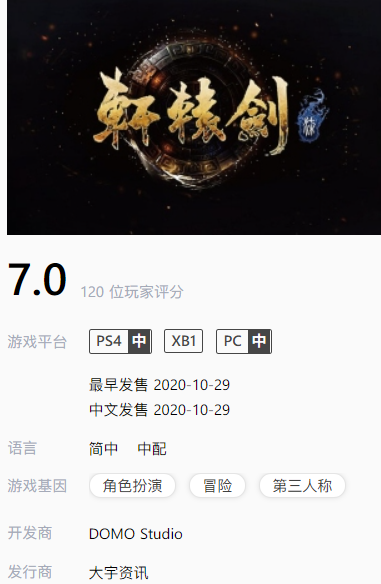 軒轅劍 柒
7.0 120 位玩家评分
游戏平台 PS4 中 XB1 PC 中
最早发售 2020-10-29
中文发售 2020-10-29
语言 简中 中配
游戏基因 角色扮演 冒险 第三人称
开发商 DOMO Studio
发行商 大宇资讯